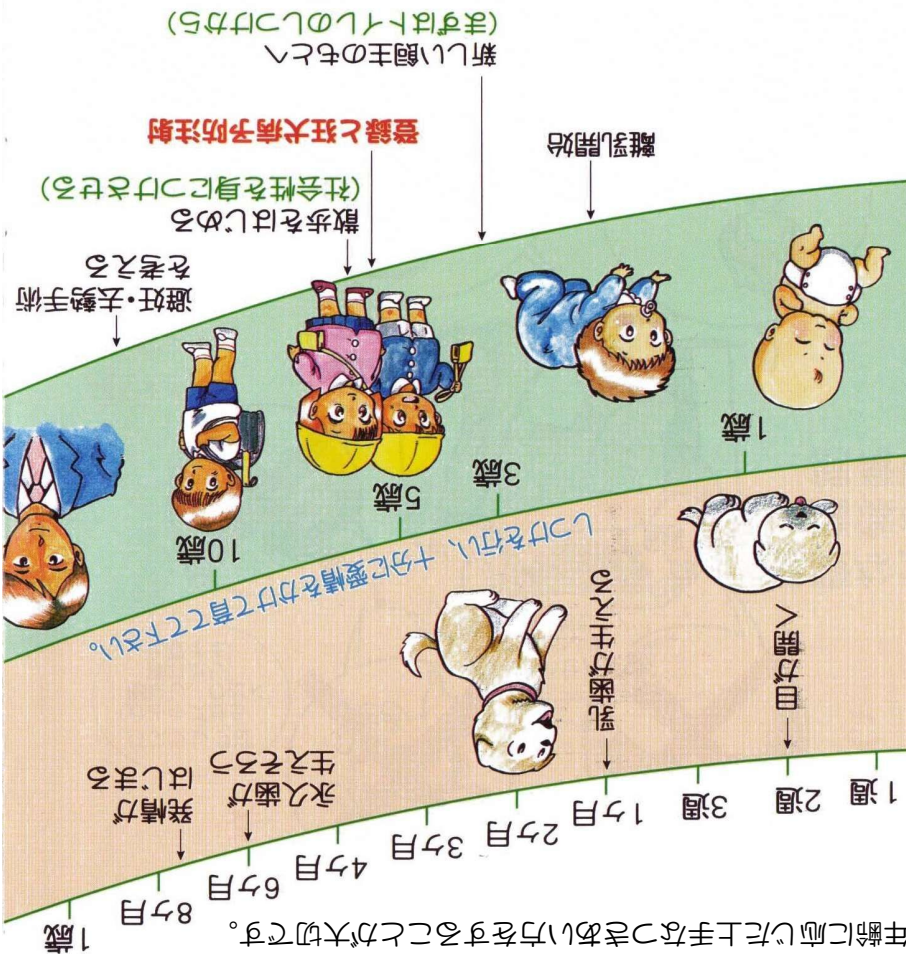 年齢に応じた上手なつきあい方をすることが大切です。
1週
2週
3週
1ヶ月
2ヶ月
3ヶ月
4ヶ月
6ヶ月
8ヶ月
1歳
目が開く
乳歯が生える
永久歯が
生えそろう
発情が
はじまる
しつけを行い、十分に愛情をかけて育てて下さい。
1歳
3歳
5歳
10歳
離乳開始
新しい飼主のもとへ
(まずはトイレのしつけから)
登録と狂犬病予防注射
散歩をはじめる
(社会性を身につけさせる)
避妊・去勢手術
を考える